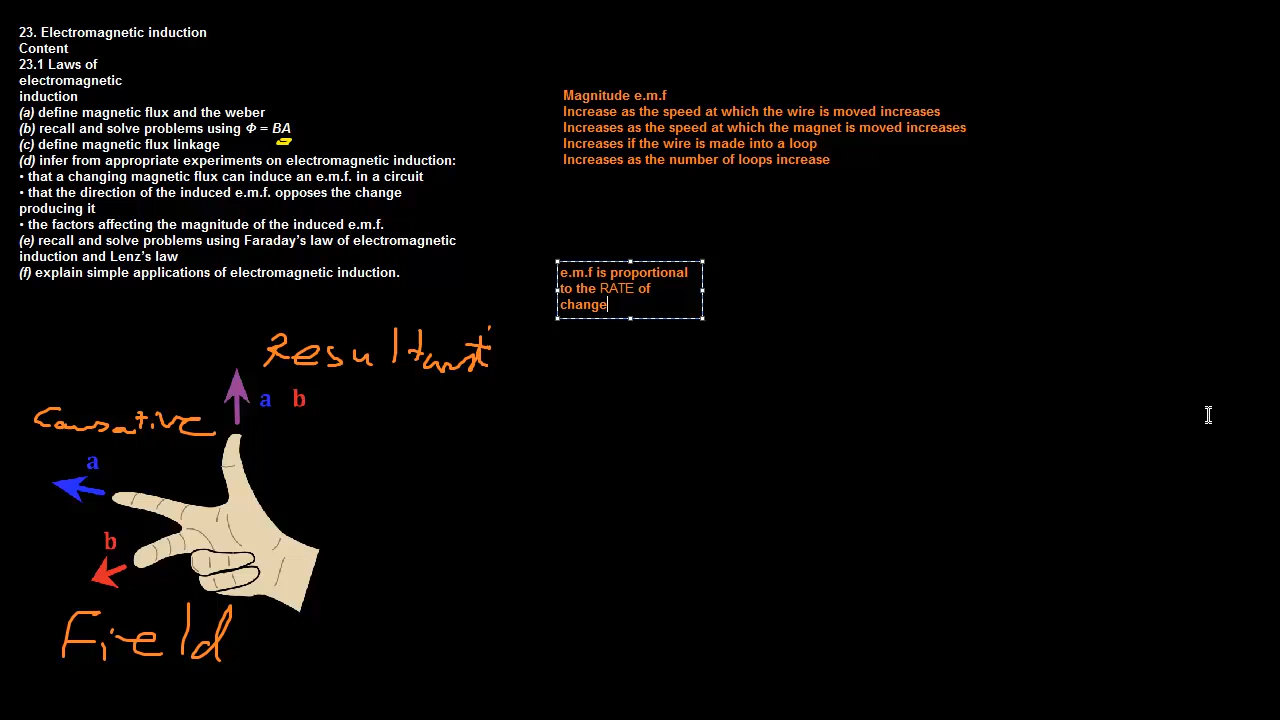 23. Electromagnetic induction
Content
23.1 Laws of
electromagnetic
induction
(a) define magnetic flux and the weber
(b) recall and solve problems using Φ = BA
(c) define magnetic flux linkage
(d) infer from appropriate experiments on electromagnetic induction:
• that a changing magnetic flux can induce an e.m.f. in a circuit
• that the direction of the induced e.m.f. opposes the change
producing it
• the factors affecting the magnitude of the induced e.m.f.
(e) recall and solve problems using Faraday's law of electromagnetic
induction and Lenz's law
(f) explain simple applications of electromagnetic induction.
Magnitude e.m.f
Increase as the speed at which the wire is moved increases
Increases as the speed at which the magnet is moved increases
Increases if the wire is made into a loop
Increases as the number of loops increase
e.m.f is proportional
to the RATE of
change
Resultant
a b
Causative
a
b
Field